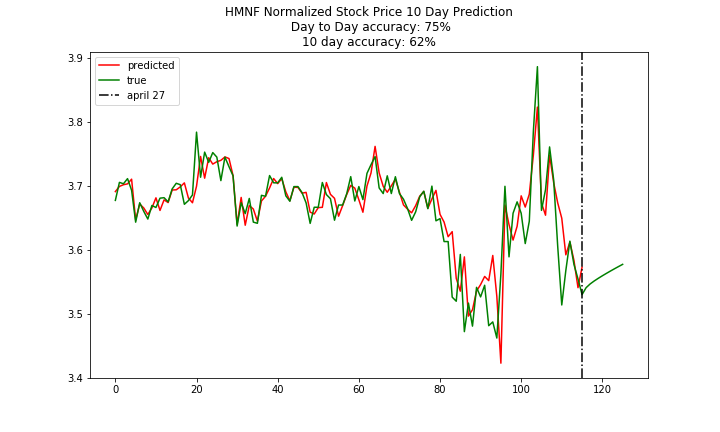 HMNF Normalized Stock Price 10 Day Prediction
Day to Day accuracy: 75%
10 day accuracy: 62%
predicted
true
april 27
3.9
3.8
3.7
3.6
3.5
3.4
0 20 40 60 80 100 120